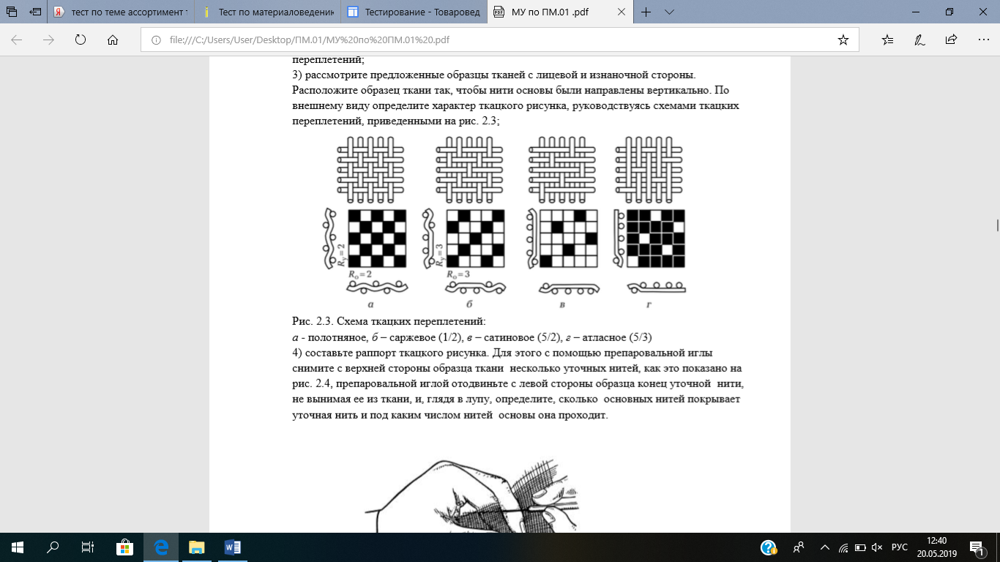 тест по теме ассортимент т
Тест по материаловедению
Тестирование - Товаровед
МУ по ПМ.01 .pdf
file:///C:/Users/User/Desktop/ПМ.01/МУ%20по%20ПМ.01%20.pdf
переплетений;
3) рассмотрите предложенные образцы тканей с лицевой и изнаночной стороны.
Расположите образец ткани так, чтобы нити основы были направлены вертикально. По
внешнему виду определите характер ткацкого рисунка, руководствуясь схемами ткацких
переплетений, приведенными на рис. 2.3;
Rу=2
Rу=3
Rо=2
Rо=3
а
б
в
г
Рис. 2.3. Схема ткацких переплетений:
а - полотняное, б – саржевое (1/2), в – сатиновое (5/2), г – атласное (5/3)
4) составьте раппорт ткацкого рисунка. Для этого с помощью препаровальной иглы
снимите с верхней стороны образца ткани несколько уточных нитей, как это показано на
рис. 2.4, препаровальной иглой отодвиньте с левой стороны образца конец уточной нити,
не вынимая ее из ткани, и, глядя в лупу, определите, сколько основных нитей покрывает
уточная нить и под каким числом нитей основы она проходит.
РУС
12:40
20.05.2019
1